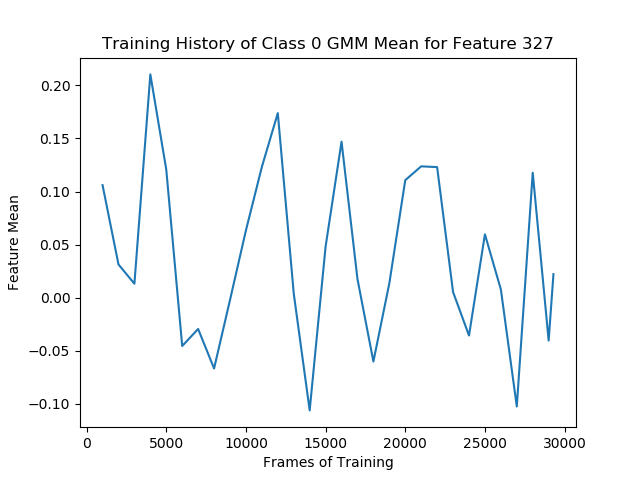 Training History of Class 0 GMM Mean for Feature 327
0.20
0.15
0.10
0.05
0.00
−0.05
−0.10
Feature Mean
0 5000 10000 15000 20000 25000 30000
Frames of Training